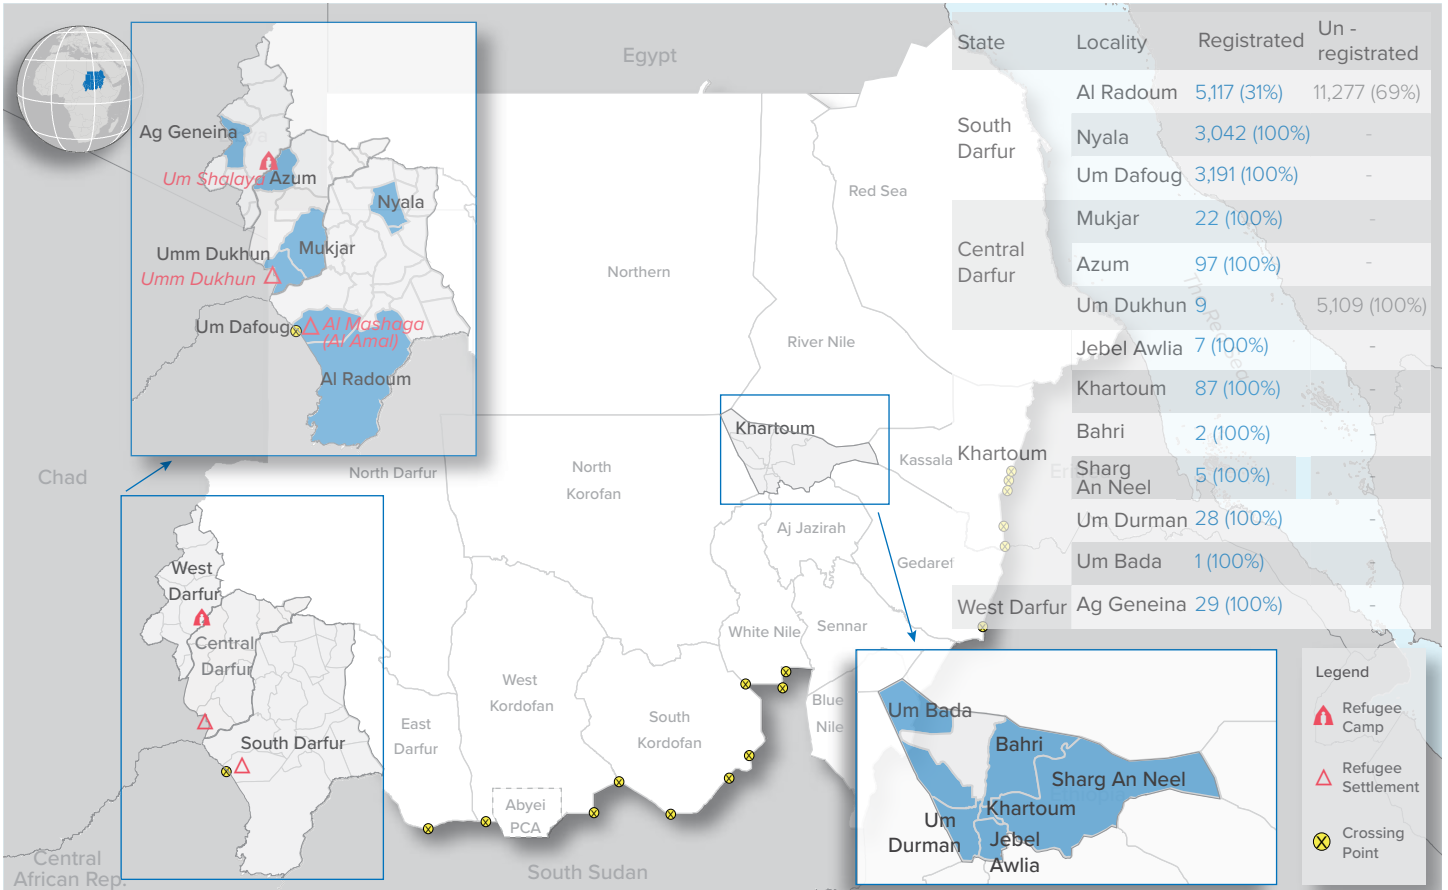 Egypt
Chad
Central
African Rep.
South Sudan
Northern
Red Sea
River Nile
North Darfur
North
Korofan
Khartoum
Kassala
Aj Jazirah
Gedaref
White Nile
Sennar
Blue
Nile
West
Kordofan
South
Kordofan
East
Darfur
Abyei
PCA
The Red Sea
Ag Geneina
Um Shalaya
Azum
Nyala
Mukjar
Umm Dukhun
Umm Dukhun
Um Dafoug
Al Mashaga
(Al Amal)
Al Radoum
West
Darfur
Central
Darfur
South Darfur
State Locality Registrated Un -
registrated
South
Darfur
Al Radoum 5,117 (31%) 11,277 (69%)
Nyala 3,042 (100%) -
Um Dafoug 3,191 (100%) -
Central
Darfur
Mukjar 22 (100%) -
Azum 97 (100%) -
Um Dukhun 9 5,109 (100%)
Khartoum
Jebel Awlia 7 (100%) -
Khartoum 87 (100%) -
Bahri 2 (100%) -
Sharg
An Neel 5 (100%) -
Um Durman 28 (100%) -
Um Bada 1 (100%) -
West Darfur Ag Geneina 29 (100%) -
Um Bada
Bahri
Sharg An Neel
Khartoum
Um
Durman
Jebel
Awlia
Legend
Refugee
Camp
Refugee
Settlement
Crossing
Point